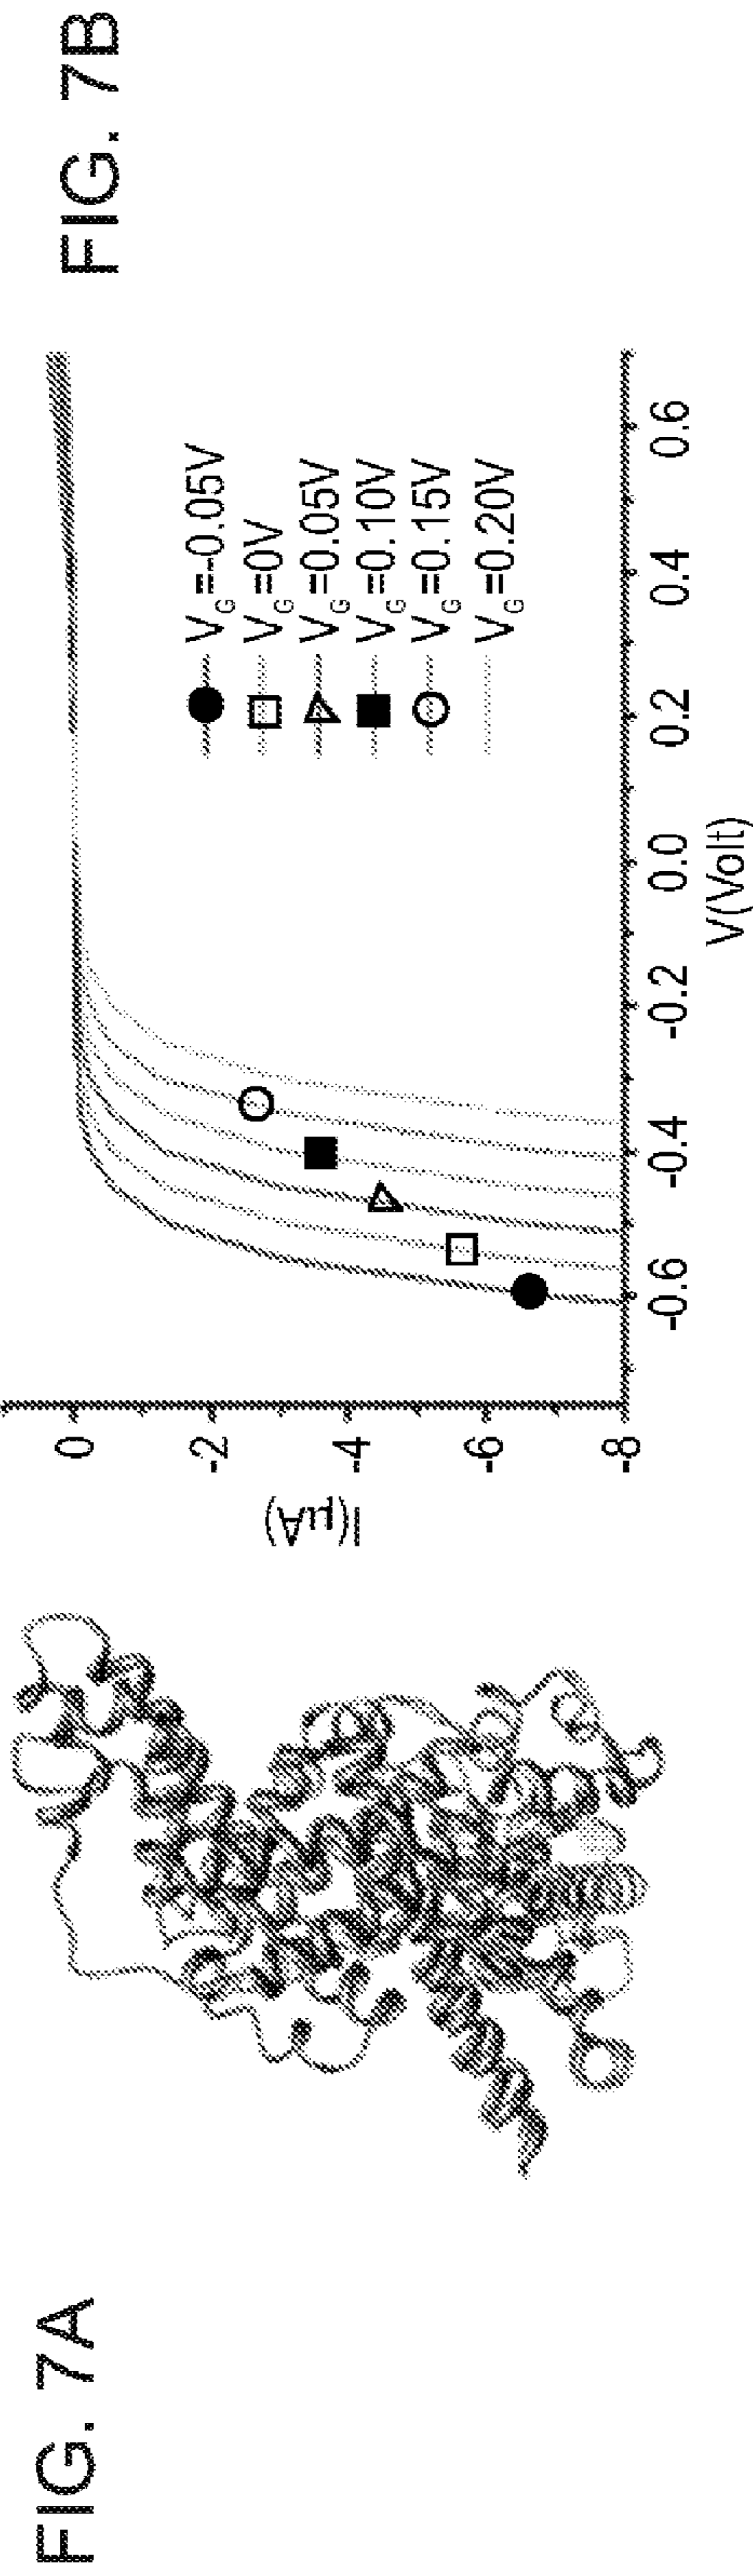 FIG. 7A
FIG. 7B
I(μA)
0
-2
-4
-6
-8
-0.6
-0.4
-0.2
0.0
0.2
0.4
0.6
V(Volt)
VG=-0.05V
VG=0V
VG=0.05V
VG=0.10V
VG=0.15V
VG=0.20V